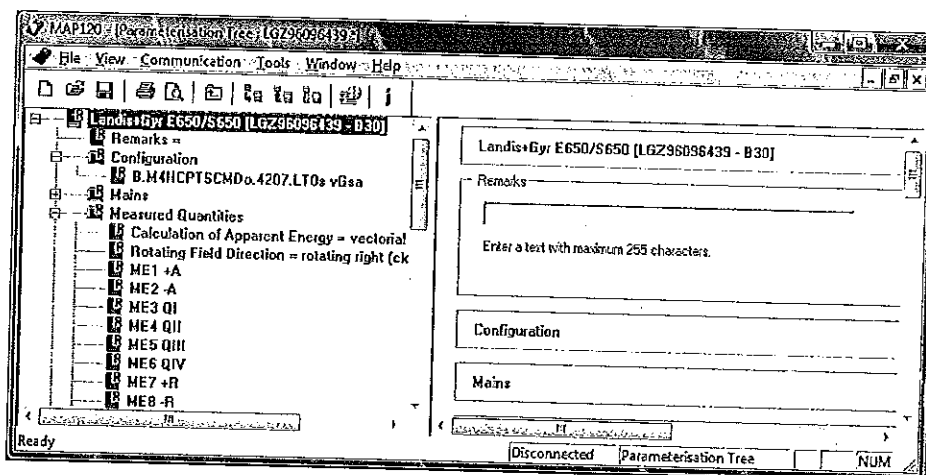 MAP120 - [Parameterisation Tree: LGZ96096439 - ]
File View Communication Tools Window Help
Landis+Gyr E650/S650 [LGZ96096439 - B30]
Remarks =
Configuration
B.M4HCPTSCMDo.4207.LT0s vGsa
Mains
Measured Quantities
Calculation of Apparent Energy = vectorial
Rotating Field Direction = rotating right (ck
ME1 +A
ME2 -A
ME3 QI
ME4 QII
ME5 QIII
ME6 QIV
ME7 +R
ME8 -R
Landis+Gyr E650/S650 [LGZ96096439 - B30]
Remarks
Enter a text with maximum 255 characters.
Configuration
Mains
Ready
Disconnected
Parameterisation Tree
NUM